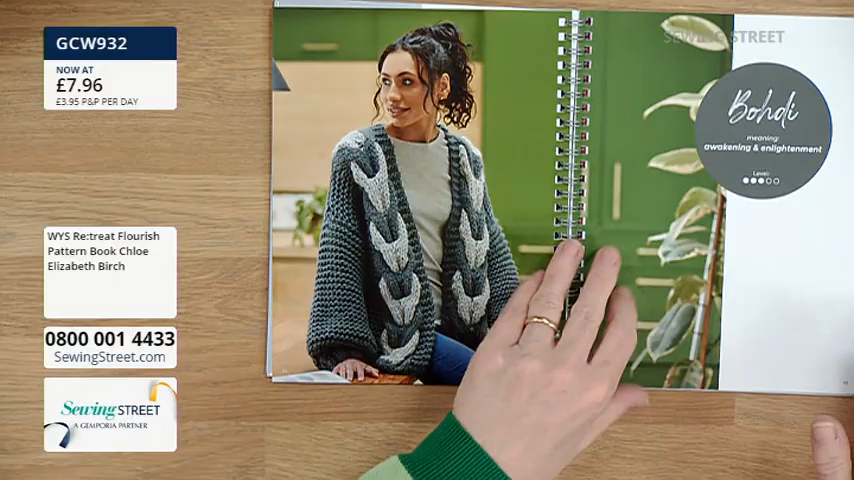 GCW932
NOW AT
£7.96
£3.95 P&P PER DAY
WYS Re:treat Flourish
Pattern Book Chloe
Elizabeth Birch
0800 001 4433
SewingStreet.com
Sewing STREET
A GEMPORIA PARTNER
SEWING STREET
Bohdi
meaning:
awakening & enlightenment
Level: